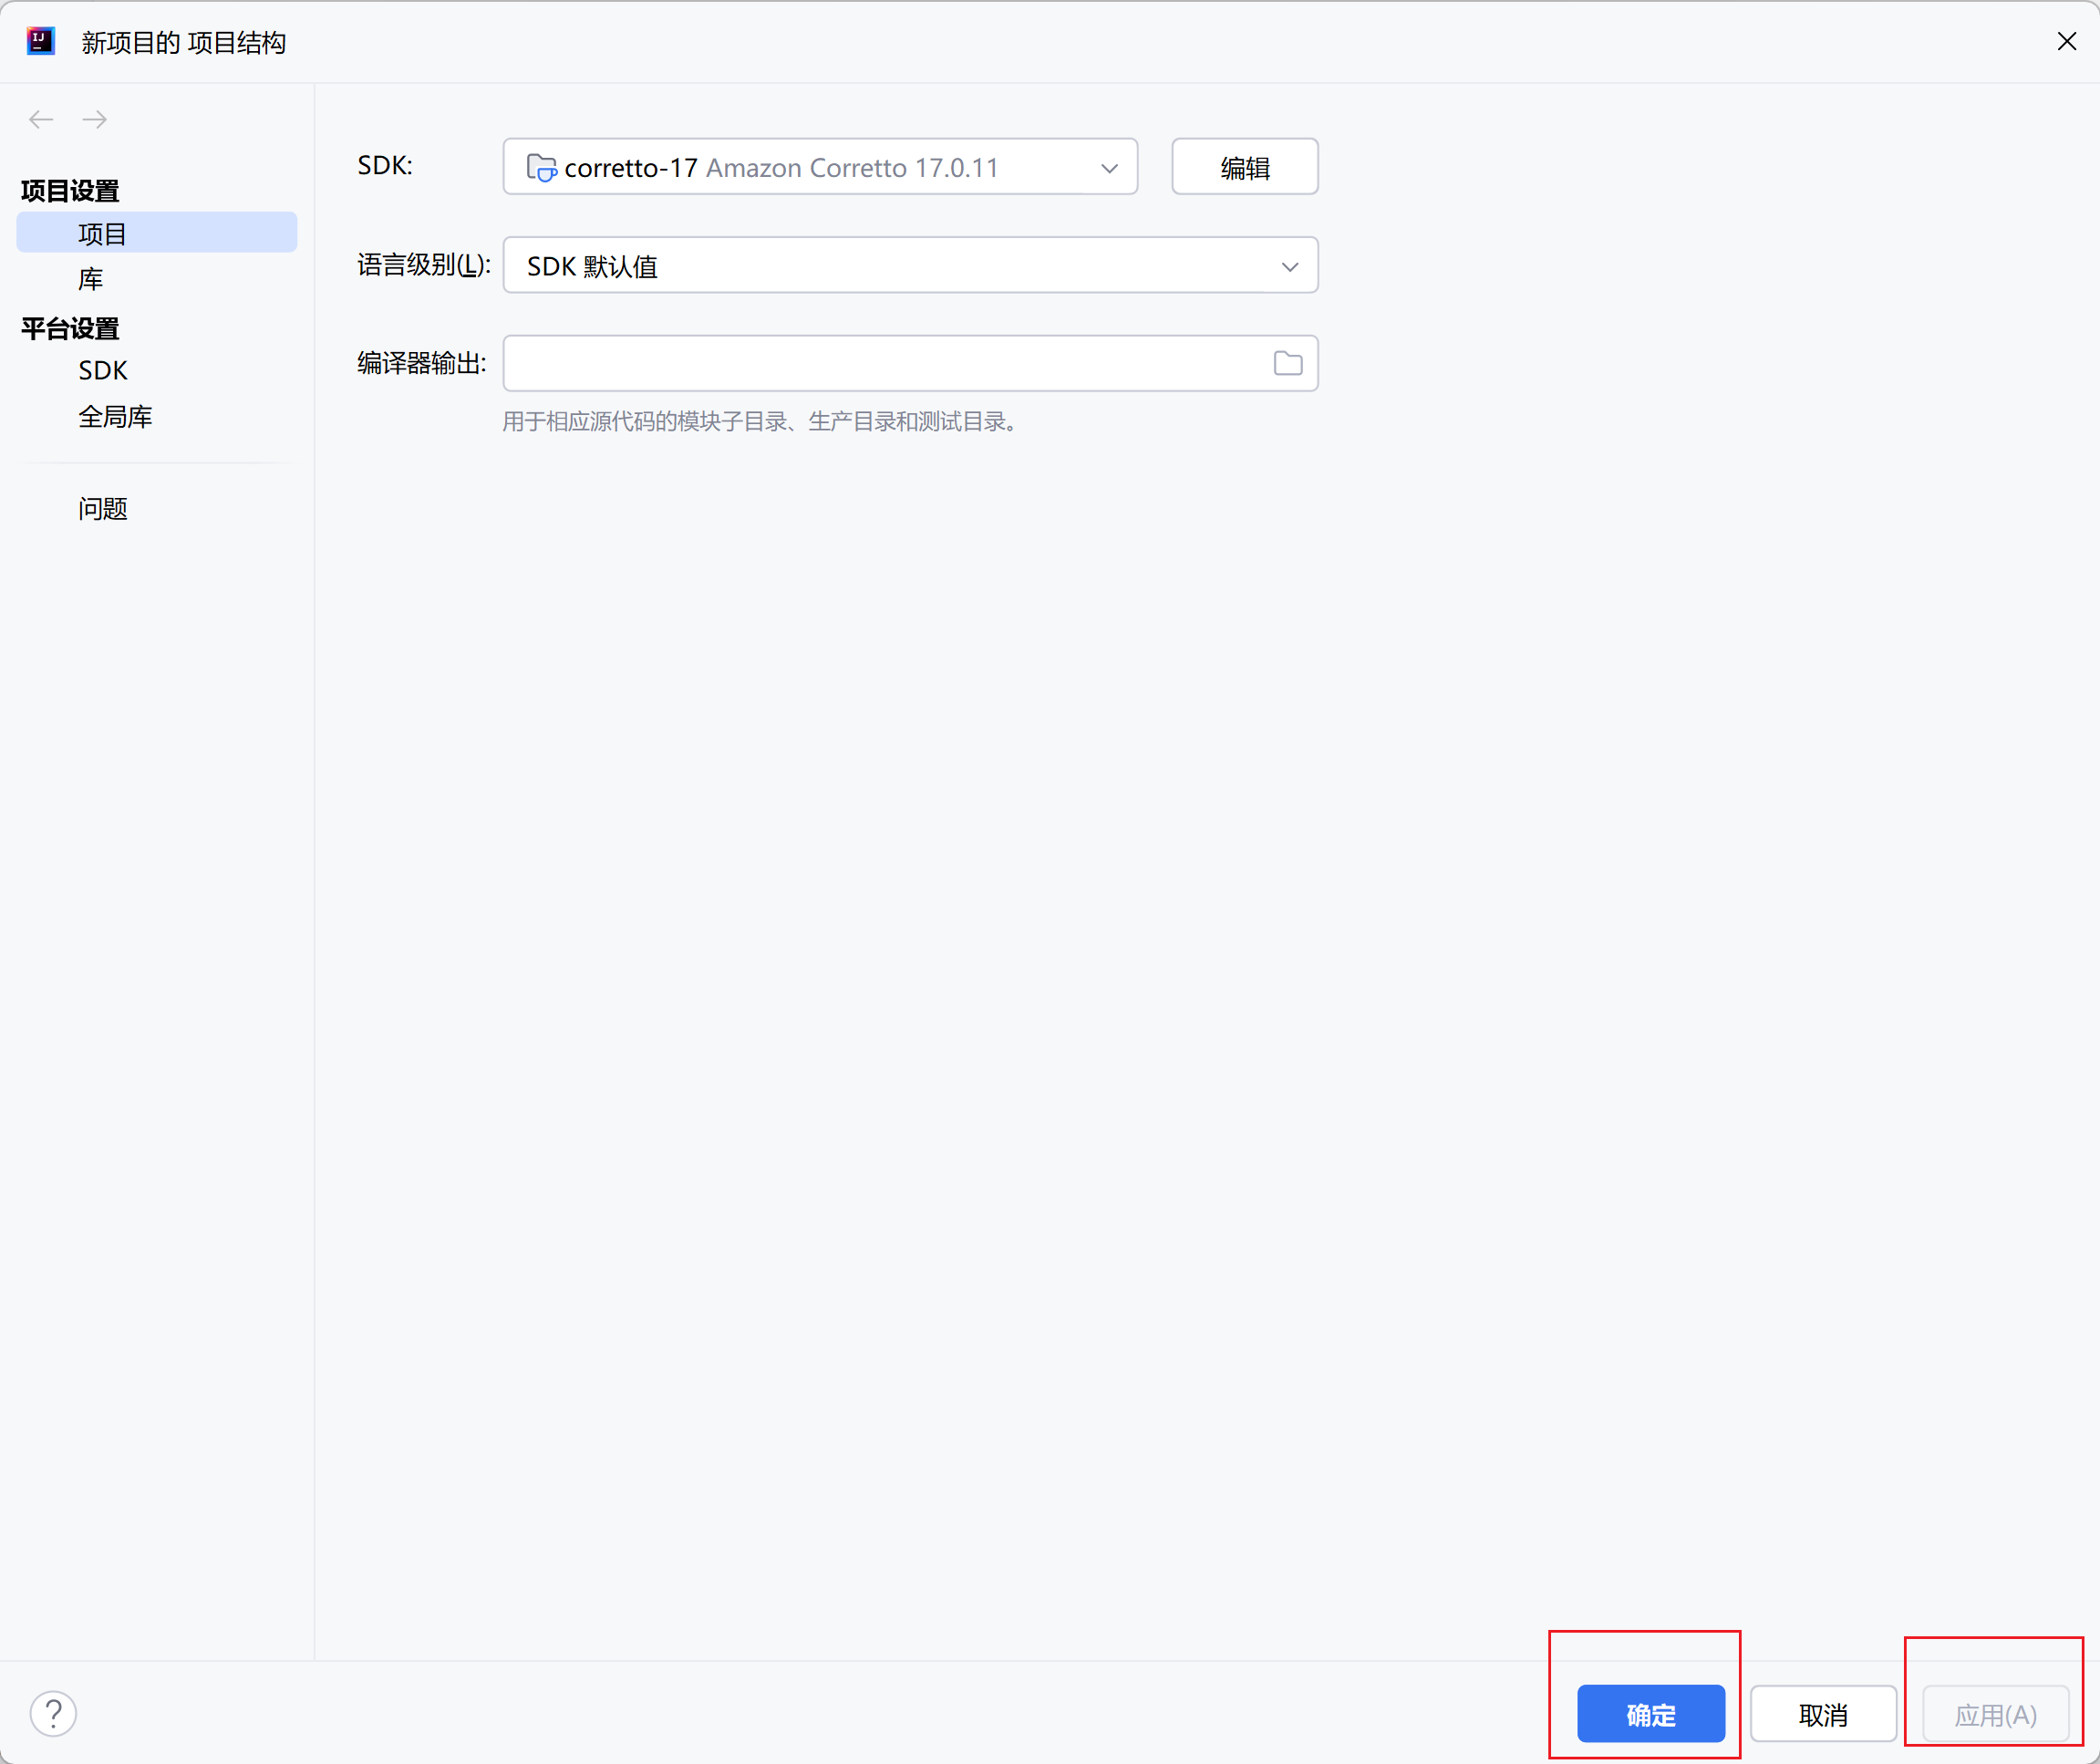 新项目的 项目结构
项目设置
项目
库
平台设置
SDK
全局库
问题
SDK: corretto-17 Amazon Corretto 17.0.11 编辑
语言级别(L): SDK 默认值
编译器输出:
用于相应源代码的模块子目录、生产目录和测试目录。
? 确定 取消 应用(A)